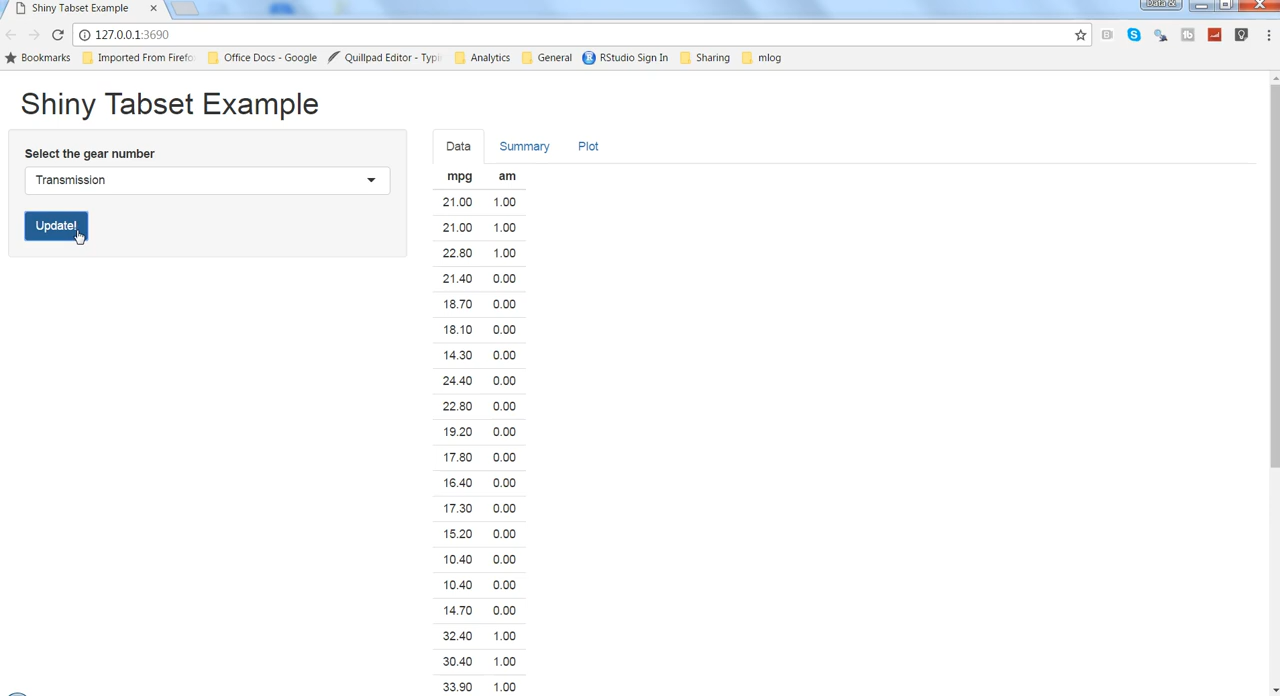 Shiny Tabset Example
Data &
127.0.0.1:3690
Bookmarks Imported From Firefo Office Docs - Google Quillpad Editor - Typi Analytics General RStudio Sign In Sharing mlog
Shiny Tabset Example
Select the gear number
Transmission
Update!
Data Summary Plot
mpg am
21.00 1.00
21.00 1.00
22.80 1.00
21.40 0.00
18.70 0.00
18.10 0.00
14.30 0.00
24.40 0.00
22.80 0.00
19.20 0.00
17.80 0.00
16.40 0.00
17.30 0.00
15.20 0.00
10.40 0.00
10.40 0.00
14.70 0.00
32.40 1.00
30.40 1.00
33.90 1.00